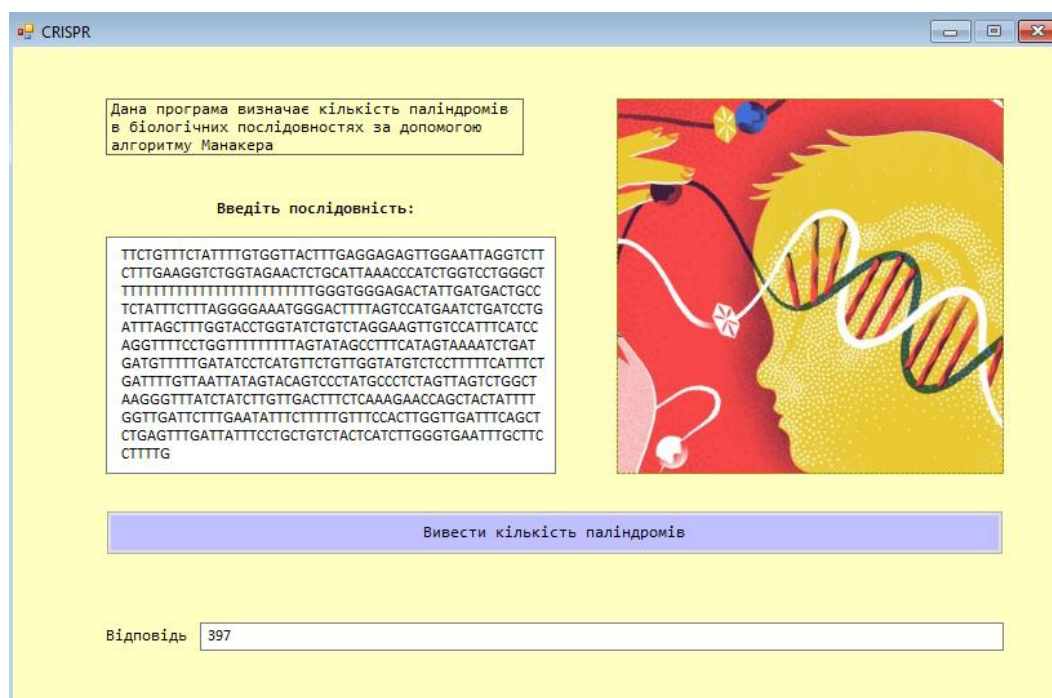 CRISPR
Дана програма визначає кількість паліндромів
в біологічних послідовностях за допомогою
алгоритму Манакера
Введіть послідовність:
TTCTGTTTCTATTTTGTGGTTACTTTGAGGAGAGTTGGAATTAGGTCTT
CTTTGAAGGTCTGGTAGAACTCTGCATTAAACCCATCTGGTCCTGGGCT
TTTTTTTTTTTTTTTTTTTTTTTTTGGGTGGGAGACTATTGATGACTGCC
TCTATTTCTTTAGGGGAAATGGGACTTTTAGTCCATGAATCTGATCCTG
ATTTAGCTTTGGTACCTGGTATCTGTCTAGGAAGTTGTCCATTTCATCC
AGGTTTTCCTGGTTTTTTTTTAGTATAGCCTTTCATAGTAAAATCTGAT
GATGTTTTTGATATCCTCATGTTCTGTTGGTATGTCTCCTTTTTCATTTCT
GATTTTGTTAATTATAGTACAGTCCCTATGCCCTCTAGTTAGTCTGGCT
AAGGGTTTATCTATCTTGTTGACTTTCTCAAAGAACCAGCTACTATTTT
GGTTGATTCTTTGAATATTTCTTTTTGTTTCCACTTGGTTGATTTCAGCT
CTGAGTTTGATTATTTCCTGCTGTCTACTCATCTTGGGTGAATTTGCTTC
CTTTTG
Вивести кількість паліндромів
Відповідь 397